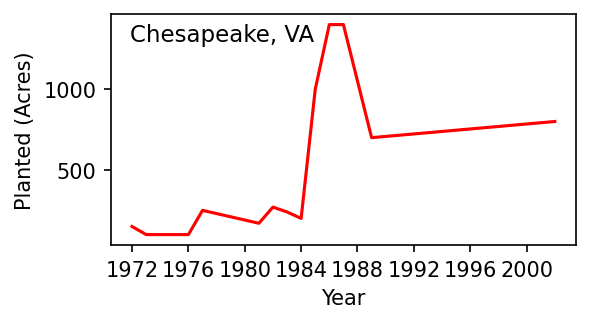 Chesapeake, VA
Planted (Acres)
1000
500
1972 1976 1980 1984 1988 1992 1996 2000
Year